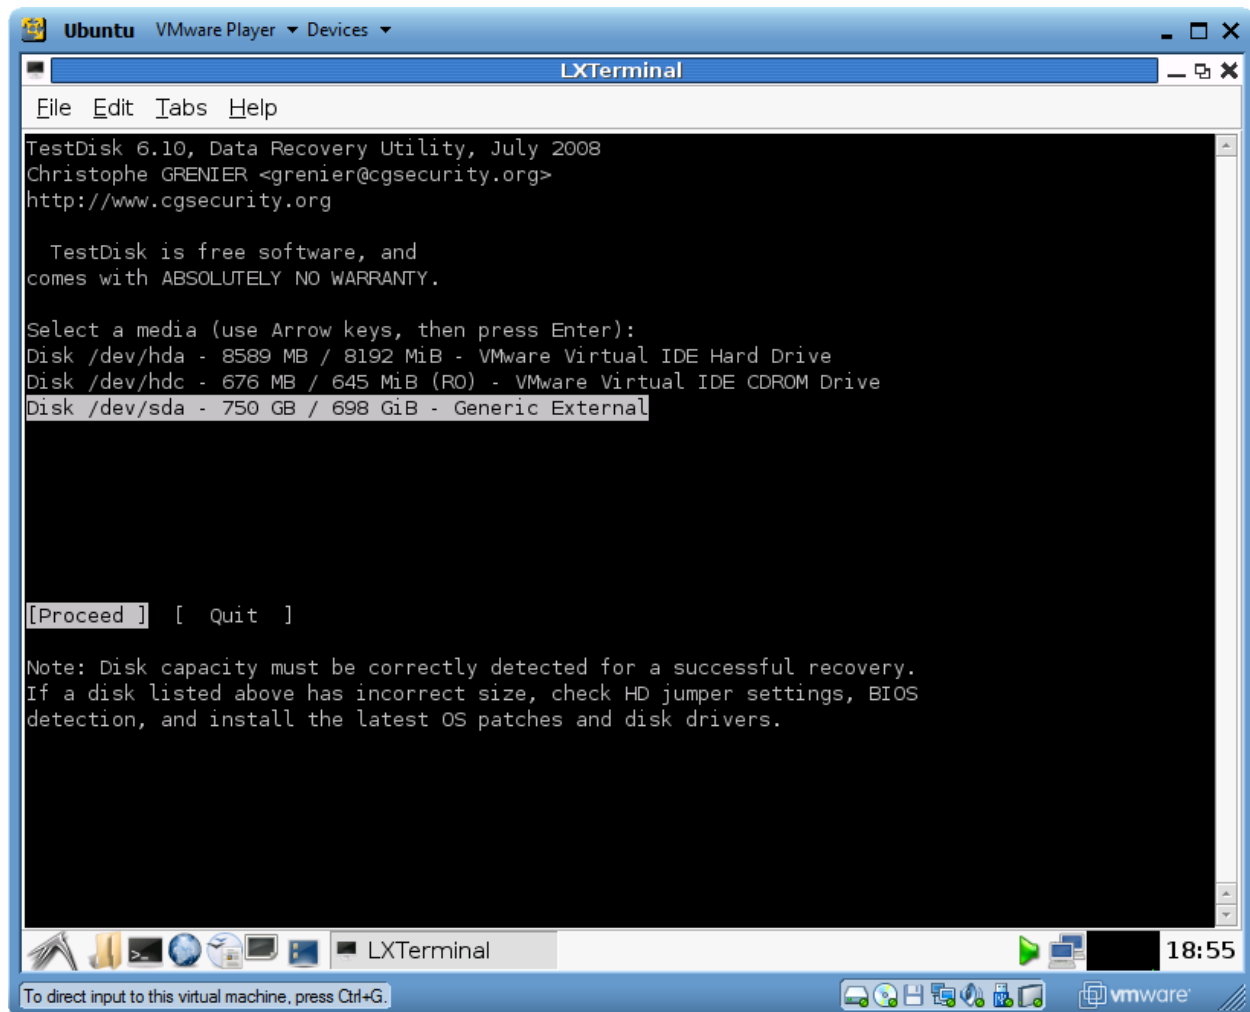 Ubuntu VMware Player Devices
LXTerminal
File Edit Tabs Help
TestDisk 6.10, Data Recovery Utility, July 2008
Christophe GRENIER <grenier@cgsecurity.org>
http://www.cgsecurity.org
TestDisk is free software, and
comes with ABSOLUTELY NO WARRANTY.
Select a media (use Arrow keys, then press Enter):
Disk /dev/hda - 8589 MB / 8192 MiB - VMware Virtual IDE Hard Drive
Disk /dev/hdc - 676 MB / 645 MiB (RO) - VMware Virtual IDE CDROM Drive
Disk /dev/sda - 750 GB / 698 GiB - Generic External
[Proceed ] [ Quit ]
Note: Disk capacity must be correctly detected for a successful recovery.
If a disk listed above has incorrect size, check HD jumper settings, BIOS
detection, and install the latest OS patches and disk drivers.
LXTerminal 18:55
To direct input to this virtual machine, press Ctrl+G. vmware